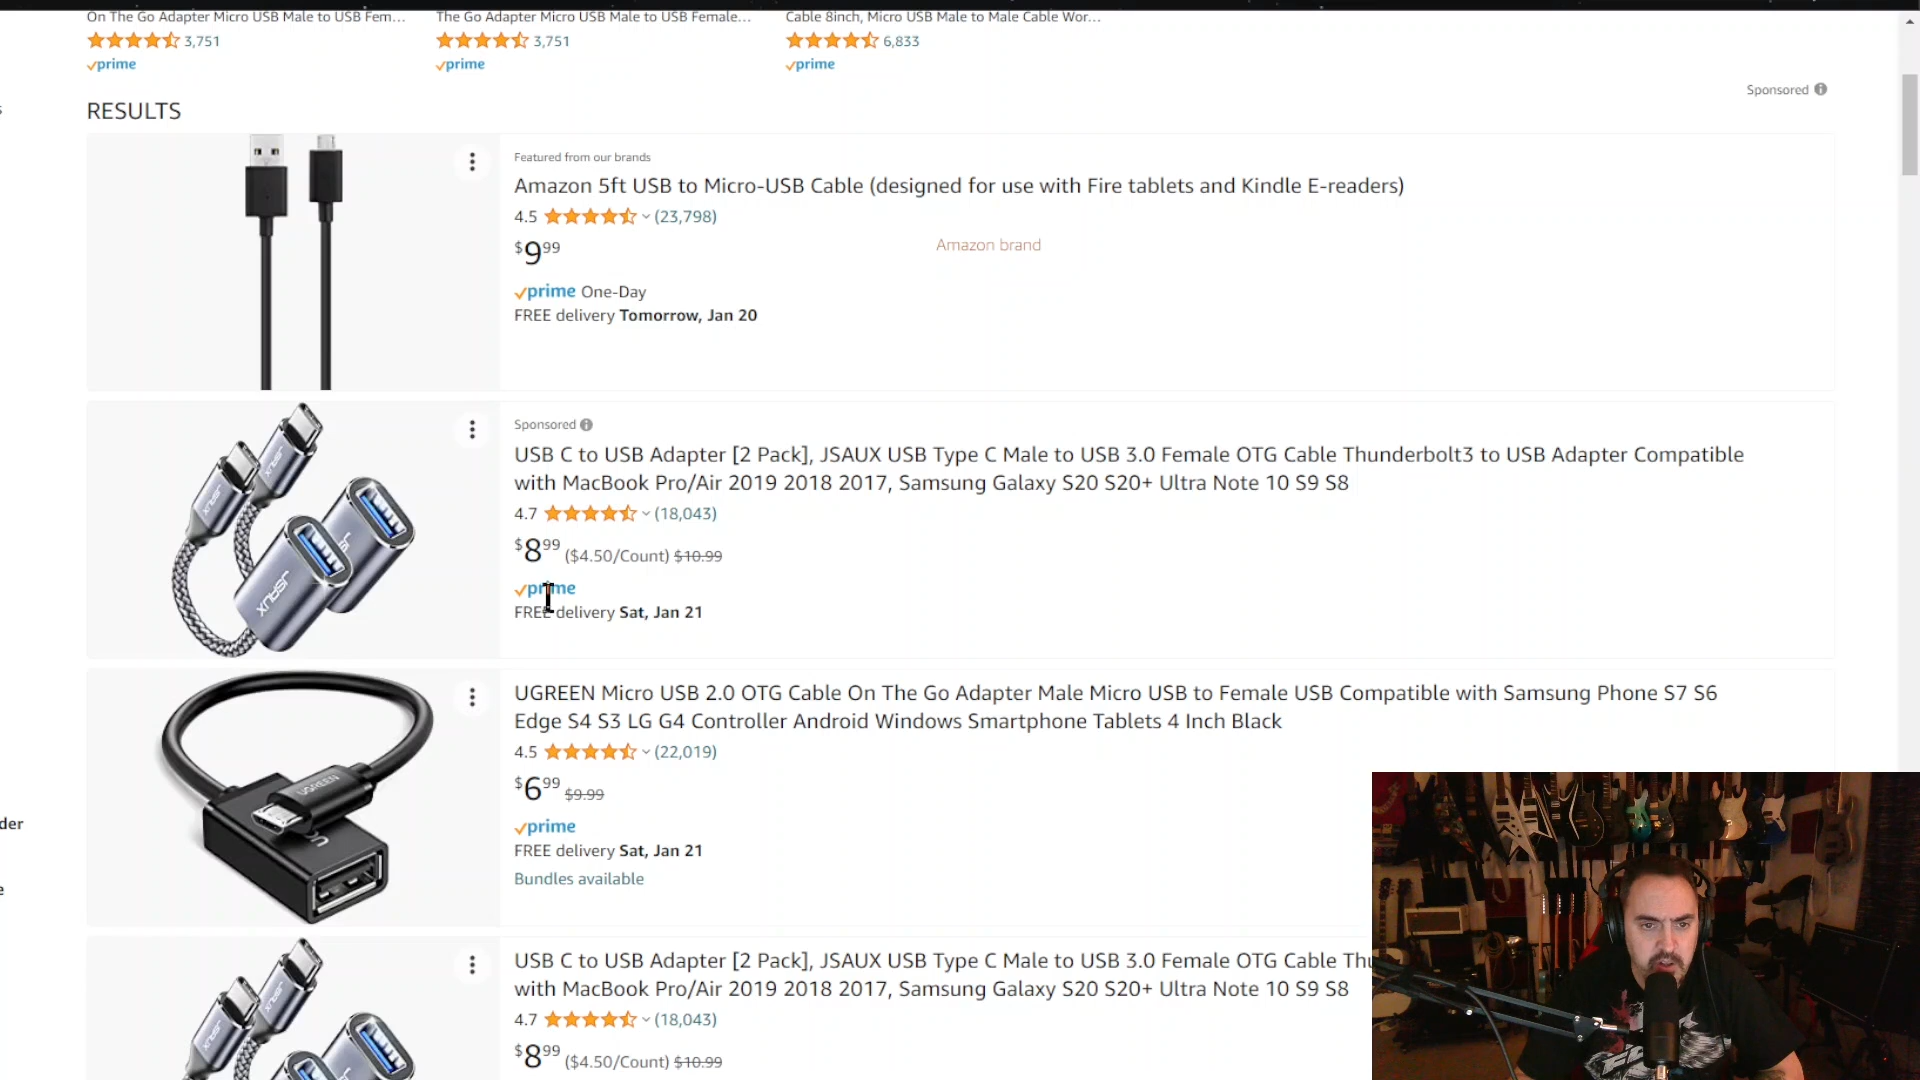 On The Go Adapter Micro USB Male to USB Fem... The Go Adapter Micro USB Male to USB Female... Cable 8inch, Micro USB Male to Male Cable Wor...
3,751 3,751 6,833
prime prime prime
Sponsored
RESULTS
Featured from our brands
Amazon 5ft USB to Micro-USB Cable (designed for use with Fire tablets and Kindle E-readers)
4.5 (23,798)
Amazon brand
$9 99
prime One-Day
FREE delivery Tomorrow, Jan 20
Sponsored
USB C to USB Adapter [2 Pack], JSAUX USB Type C Male to USB 3.0 Female OTG Cable Thunderbolt3 to USB Adapter Compatible
with MacBook Pro/Air 2019 2018 2017, Samsung Galaxy S20 S20+ Ultra Note 10 S9 S8
4.7 (18,043)
$8 99 ($4.50/Count) $10.99
prime
FREE delivery Sat, Jan 21
JSAUX
JSAUX
JSAUX
UGREEN Micro USB 2.0 OTG Cable On The Go Adapter Male Micro USB to Female USB Compatible with Samsung Phone S7 S6
Edge S4 S3 LG G4 Controller Android Windows Smartphone Tablets 4 Inch Black
4.5 (22,019)
$6 99 $9.99
prime
FREE delivery Sat, Jan 21
Bundles available
UGREEN
der
USB C to USB Adapter [2 Pack], JSAUX USB Type C Male to USB 3.0 Female OTG Cable Thu
with MacBook Pro/Air 2019 2018 2017, Samsung Galaxy S20 S20+ Ultra Note 10 S9 S8
4.7 (18,043)
$8 99 ($4.50/Count) $10.99
JSAUX
JSAUX